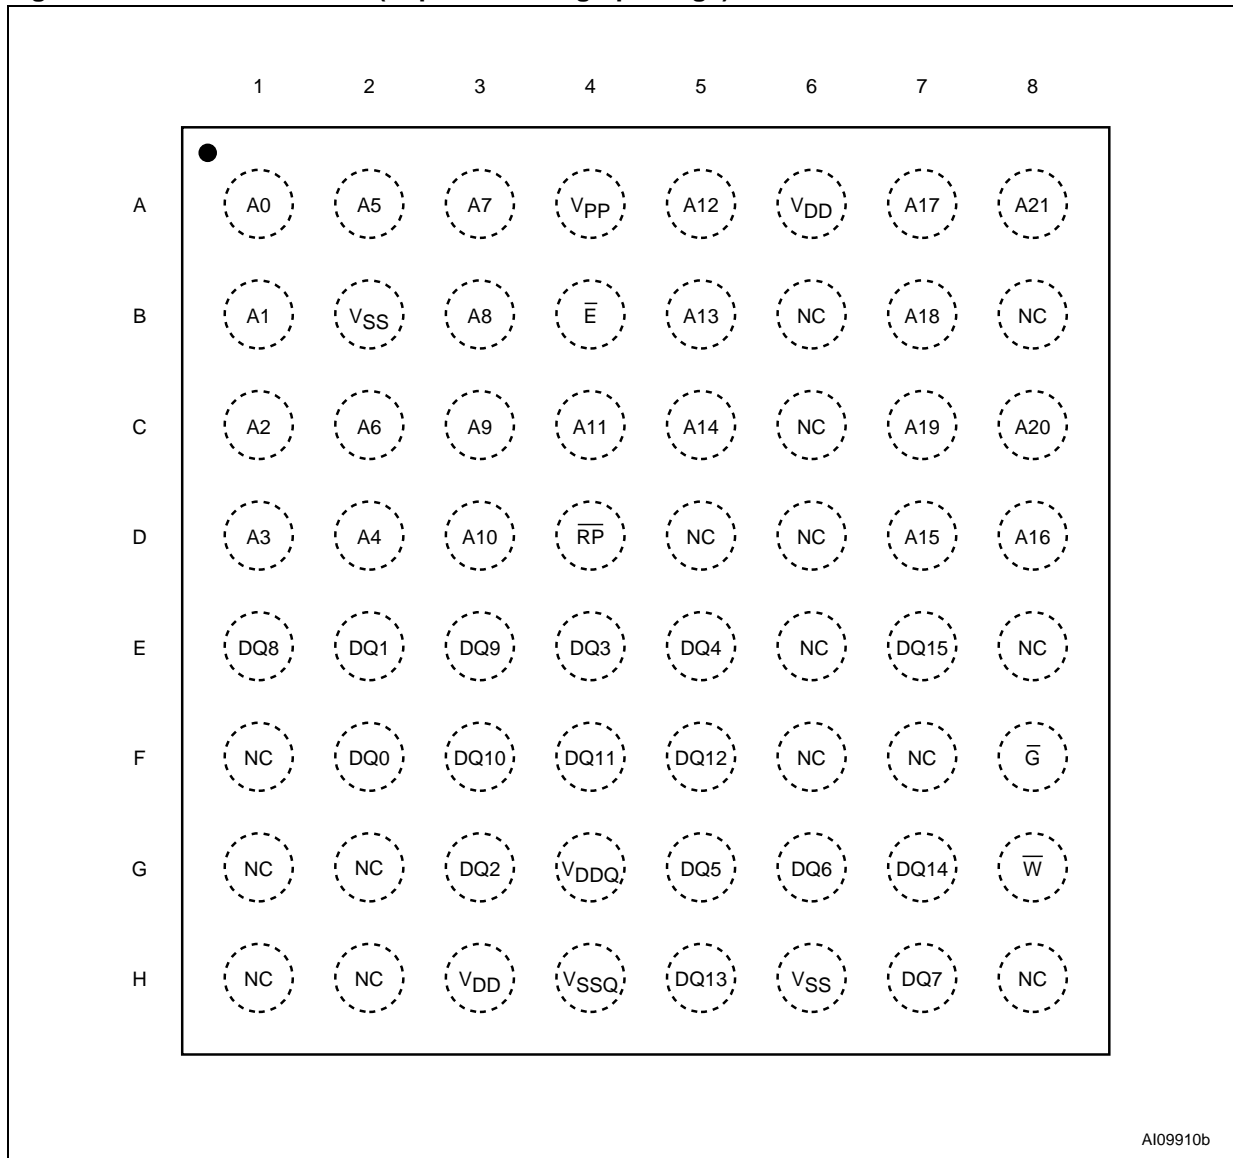 1 2 3 4 5 6 7 8
A A0 A5 A7 VPP A12 VDD A17 A21
B A1 VSS A8 E̅ A13 NC A18 NC
C A2 A6 A9 A11 A14 NC A19 A20
D A3 A4 A10 R̅P̅ NC NC A15 A16
E DQ8 DQ1 DQ9 DQ3 DQ4 NC DQ15 NC
F NC DQ0 DQ10 DQ11 DQ12 NC NC G̅
G NC NC DQ2 VDDQ DQ5 DQ6 DQ14 W̅
H NC NC VDD VSSQ DQ13 VSS DQ7 NC
AI09910b